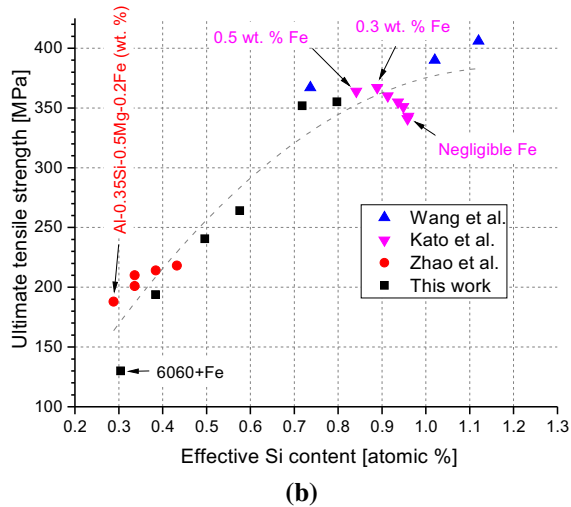 0.3 wt. % Fe
0.5 wt. % Fe
Al-0.35Si-0.5Mg-0.2Fe (wt. %)
Negligible Fe
Wang et al.
Kato et al.
Zhao et al.
This work
6060+Fe
Ultimate tensile strength [MPa]
400
350
300
250
200
150
100
0.2 0.3 0.4 0.5 0.6 0.7 0.8 0.9 1.0 1.1 1.2 1.3
Effective Si content [atomic %]
(b)